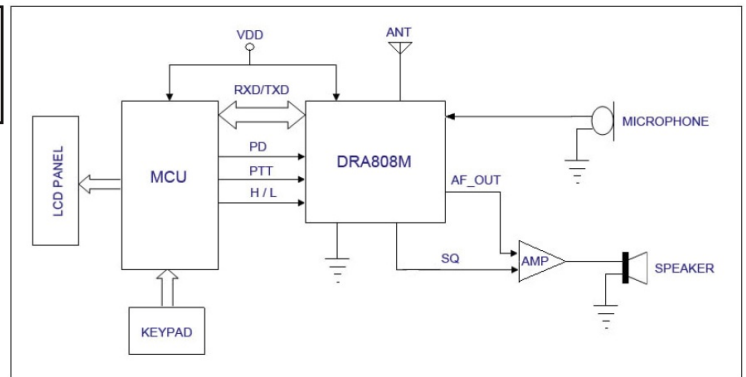 VDD
ANT
RXD/TXD
MICROPHONE
PD
DRA808M
LCD PANEL
MCU
PTT
AF_OUT
H / L
SQ
AMP
SPEAKER
KEYPAD